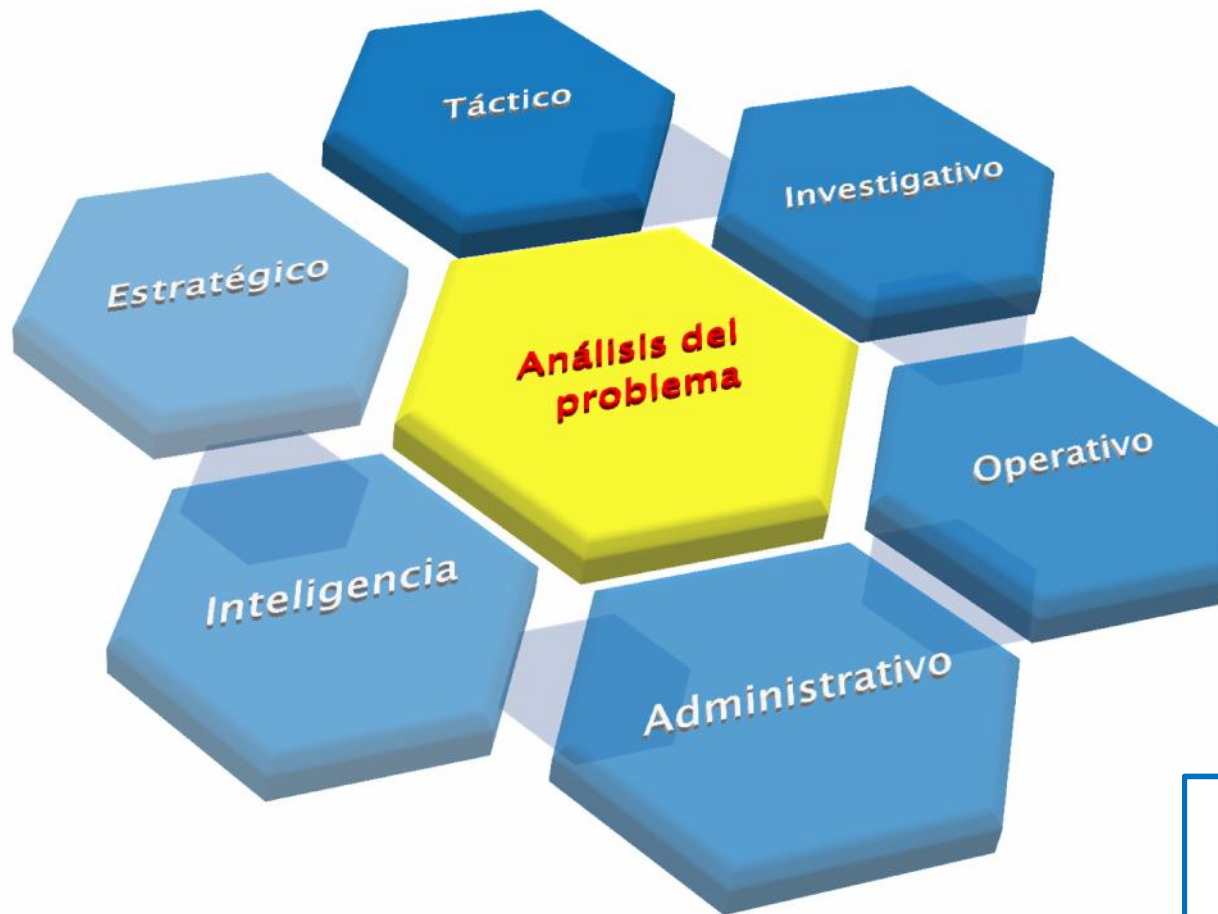 Táctico
Investigativo
Estratégico
Análisis del
problema
Operativo
Inteligencia
Administrativo